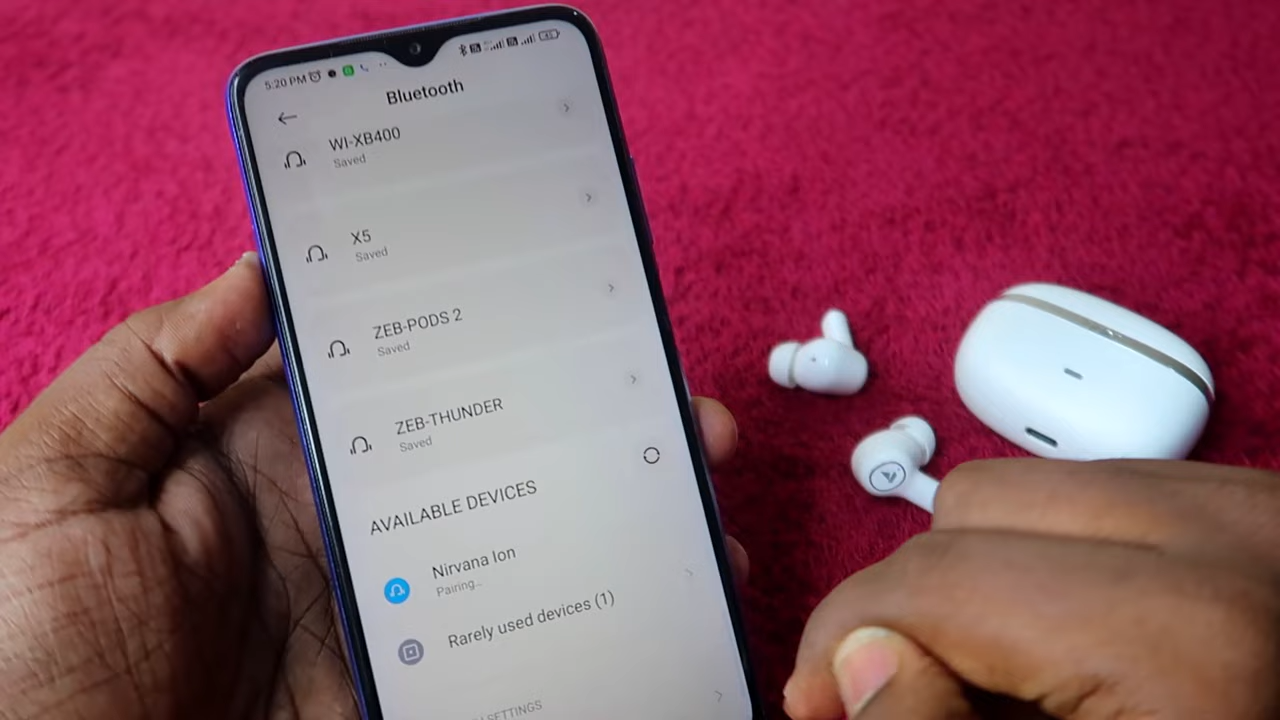 5:20 PM
Bluetooth
WI-XB400
Saved
X5
Saved
ZEB-PODS 2
Saved
ZEB-THUNDER
Saved
AVAILABLE DEVICES
Nirvana Ion
Pairing...
Rarely used devices (1)
SETTINGS